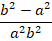 b² − a²
a²b²